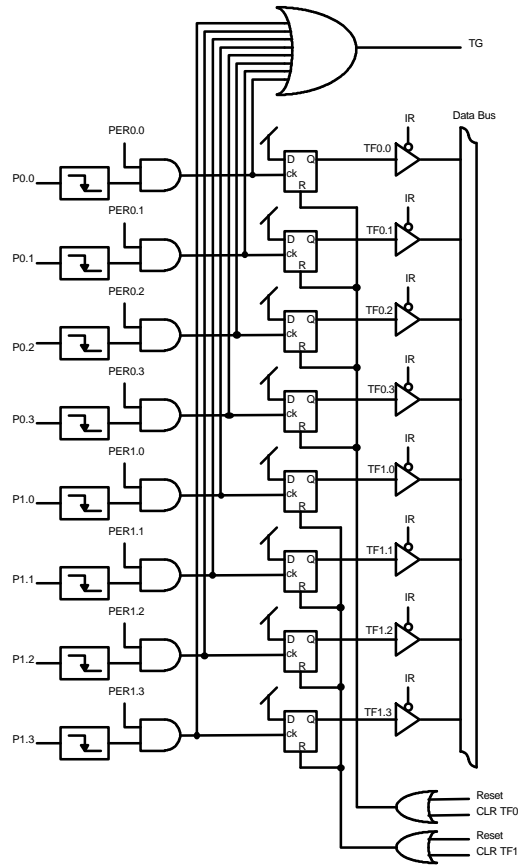 TG
IR
Data Bus
PER0.0
D Q
TF0.0
P0.0
ck
R
IR
PER0.1
D Q
TF0.1
P0.1
ck
R
IR
PER0.2
D Q
TF0.2
P0.2
ck
R
IR
PER0.3
D Q
TF0.3
P0.3
ck
R
IR
PER1.0
D Q
TF1.0
P1.0
ck
R
IR
PER1.1
D Q
TF1.1
P1.1
ck
R
IR
PER1.2
D Q
TF1.2
P1.2
ck
R
IR
PER1.3
D Q
TF1.3
P1.3
ck
R
Reset
CLR TF0
Reset
CLR TF1